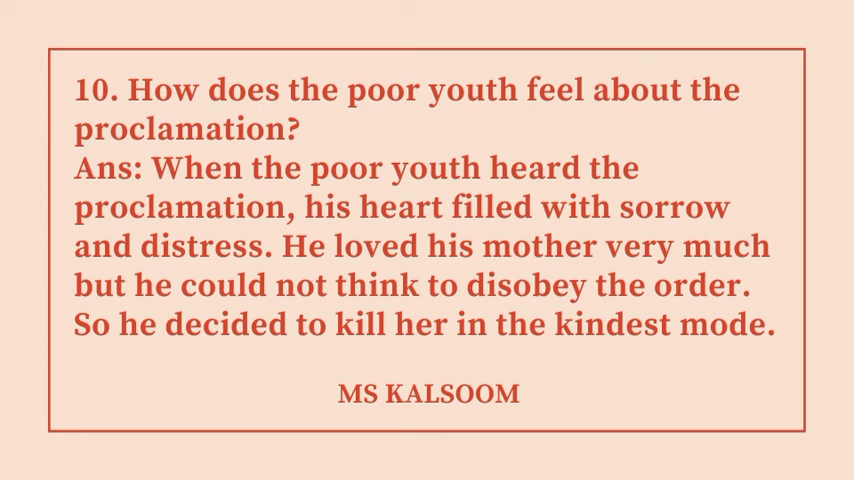 10. How does the poor youth feel about the
proclamation?
Ans: When the poor youth heard the
proclamation, his heart filled with sorrow
and distress. He loved his mother very much
but he could not think to disobey the order.
So he decided to kill her in the kindest mode.
MS KALSOOM